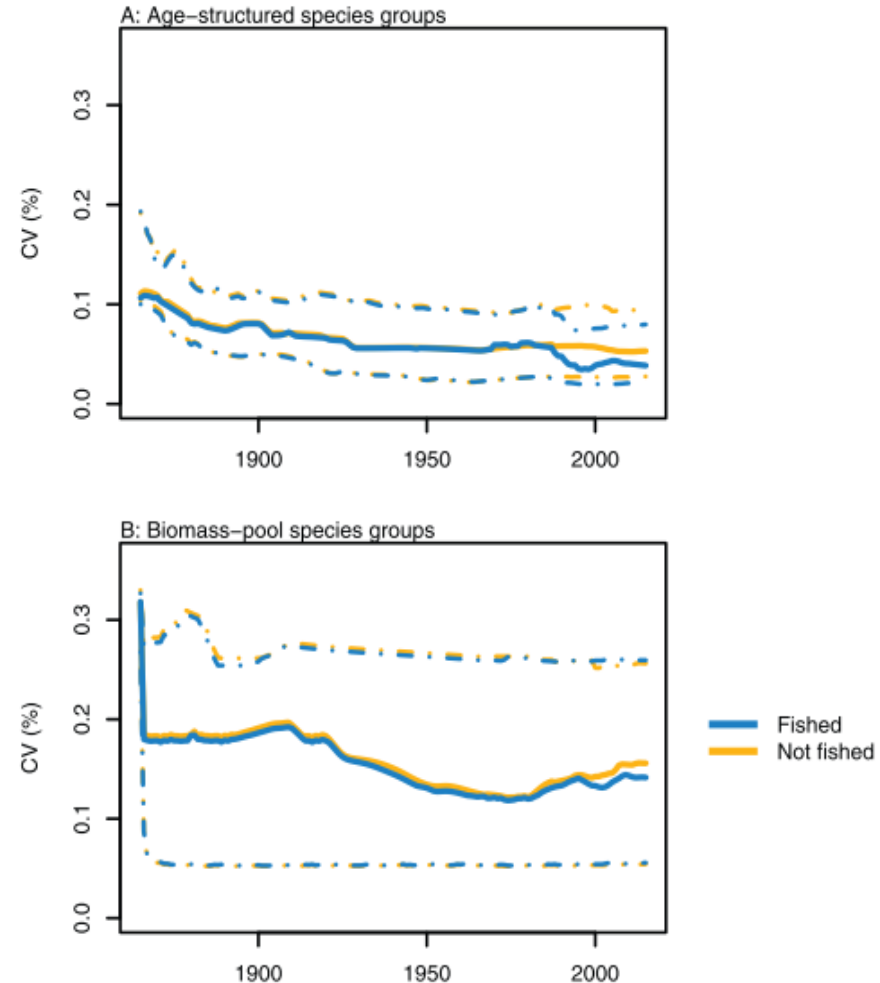 A: Age−structured species groups
CV (%)
0.3
0.2
0.1
0.0
1900 1950 2000
B: Biomass−pool species groups
CV (%)
0.3
0.2
0.1
0.0
1900 1950 2000
Fished
Not fished